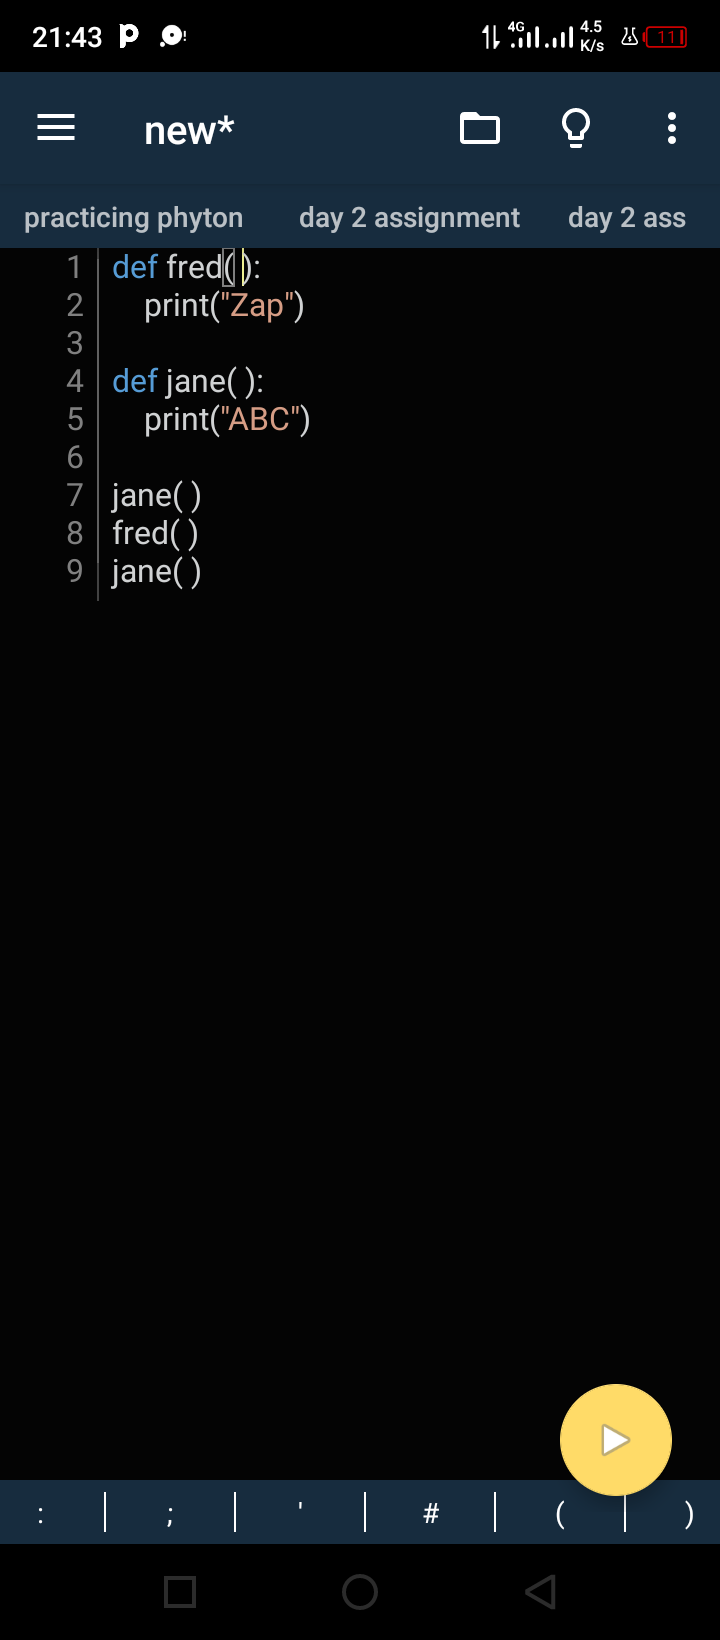 21:43 4G 4.5 K/s 11
new*
practicing phyton day 2 assignment day 2 ass
1 def fred( ):
2     print("Zap")
3
4 def jane( ):
5     print("ABC")
6
7 jane( )
8 fred( )
9 jane( )
: ; ' # ( )